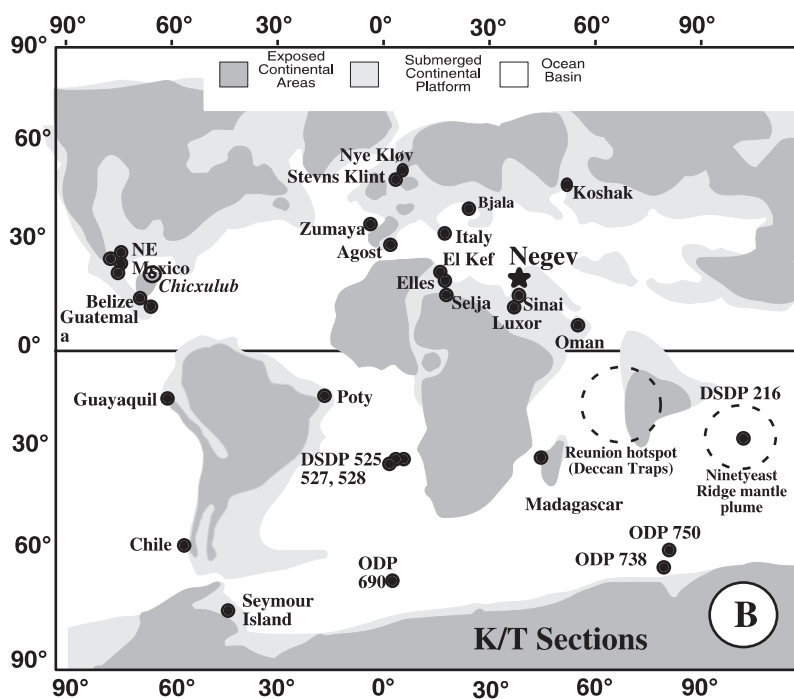 90° 60° 30° 0° 30° 60° 90°
90°
Exposed
Continental
Areas
Submerged
Continental
Platform
Ocean
Basin
60°
Nye Kløv
Stevns Klint
Koshak
Bjala
Zumaya
30°
Italy
Agost
NE
Mexico
Chicxulub
El Kef
Negev
Elles
Belize
Guatemal
a
Selja
Sinai
Luxor
Oman
0°
Guayaquil
Poty
DSDP 216
30°
DSDP 525
527, 528
Reunion hotspot
(Deccan Traps)
Ninetyeast
Ridge mantle
plume
Madagascar
60°
Chile
ODP 750
ODP 738
ODP
690
Seymour
Island
K/T Sections
B
90°
90° 60° 30° 0° 30° 60° 90°